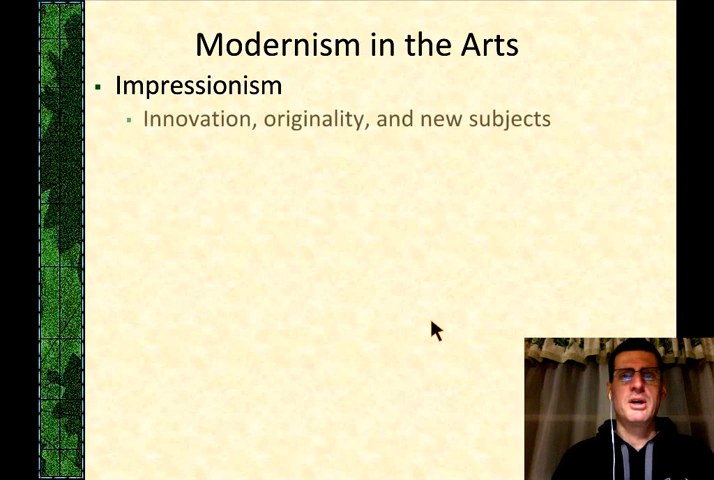 Modernism in the Arts
Impressionism
Innovation, originality, and new subjects